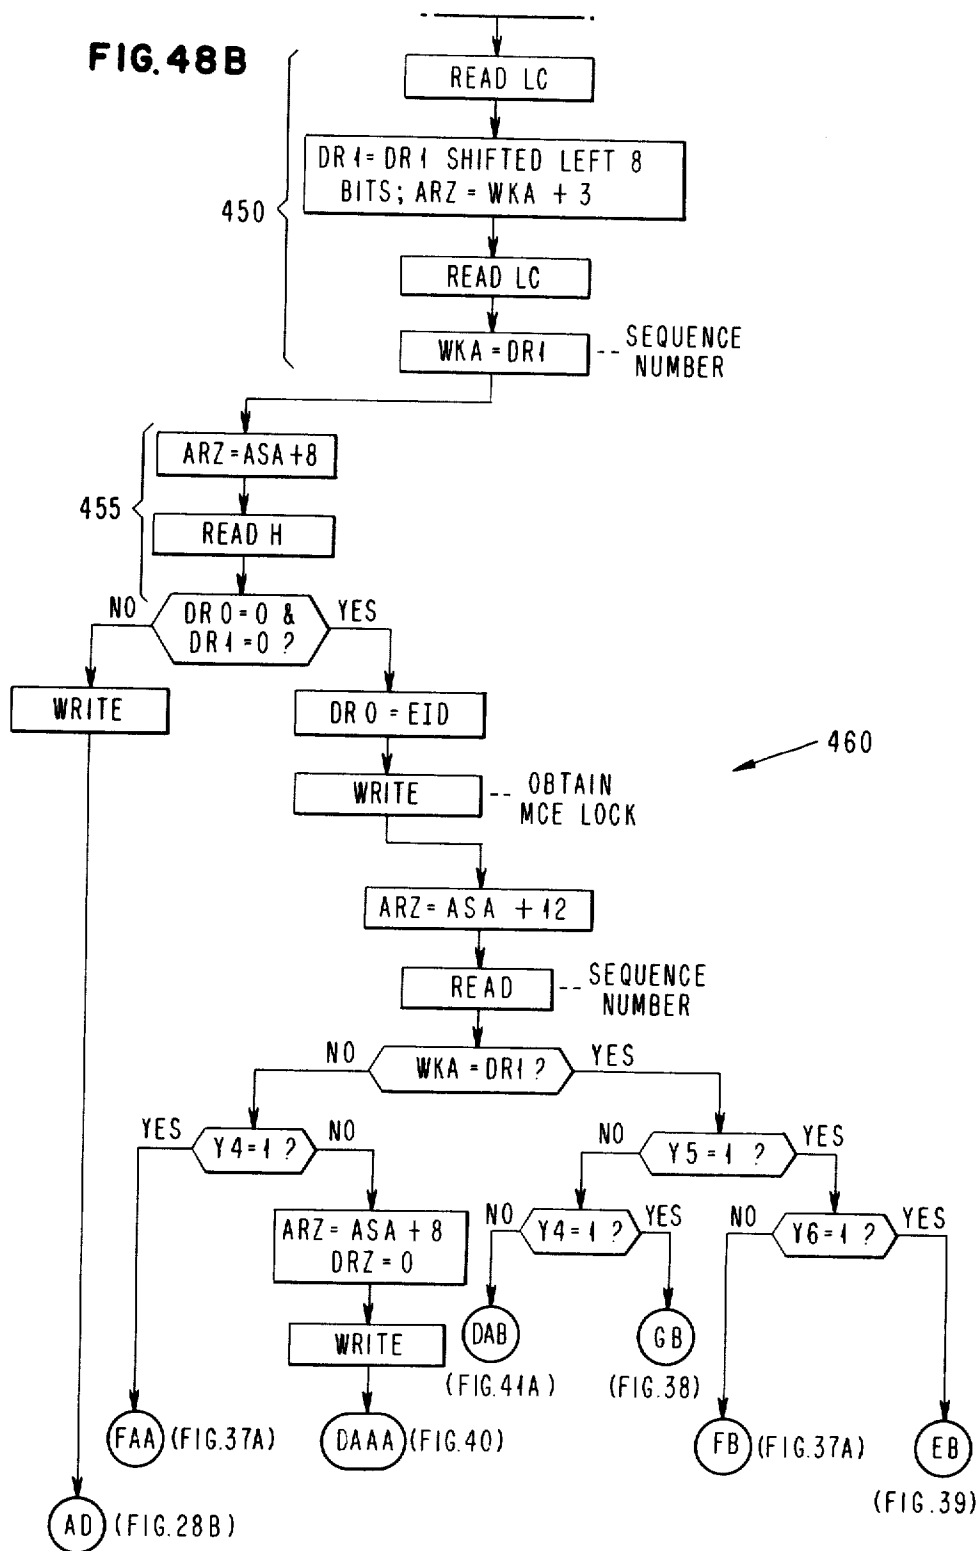 FIG. 48B
READ LC
DR1=DR1 SHIFTED LEFT 8
BITS; ARZ = WKA + 3
450
READ LC
WKA = DR1
-- SEQUENCE
NUMBER
ARZ = ASA +8
455
READ H
NO
DR0=0 &
DR1=0 ?
YES
WRITE
DR0 = EID
460
WRITE
-- OBTAIN
MCE LOCK
ARZ = ASA + 12
READ
-- SEQUENCE
NUMBER
NO
WKA = DR1 ?
YES
YES
Y4=1 ?
NO
NO
Y5=1 ?
YES
ARZ = ASA + 8
DRZ = 0
NO
Y4=1 ?
YES
NO
Y6=1 ?
YES
WRITE
DAB
(FIG.41A)
GB
(FIG.38)
FAA
(FIG.37A)
DAAA
(FIG.40)
FB
(FIG.37A)
EB
(FIG.39)
AD
(FIG.28B)